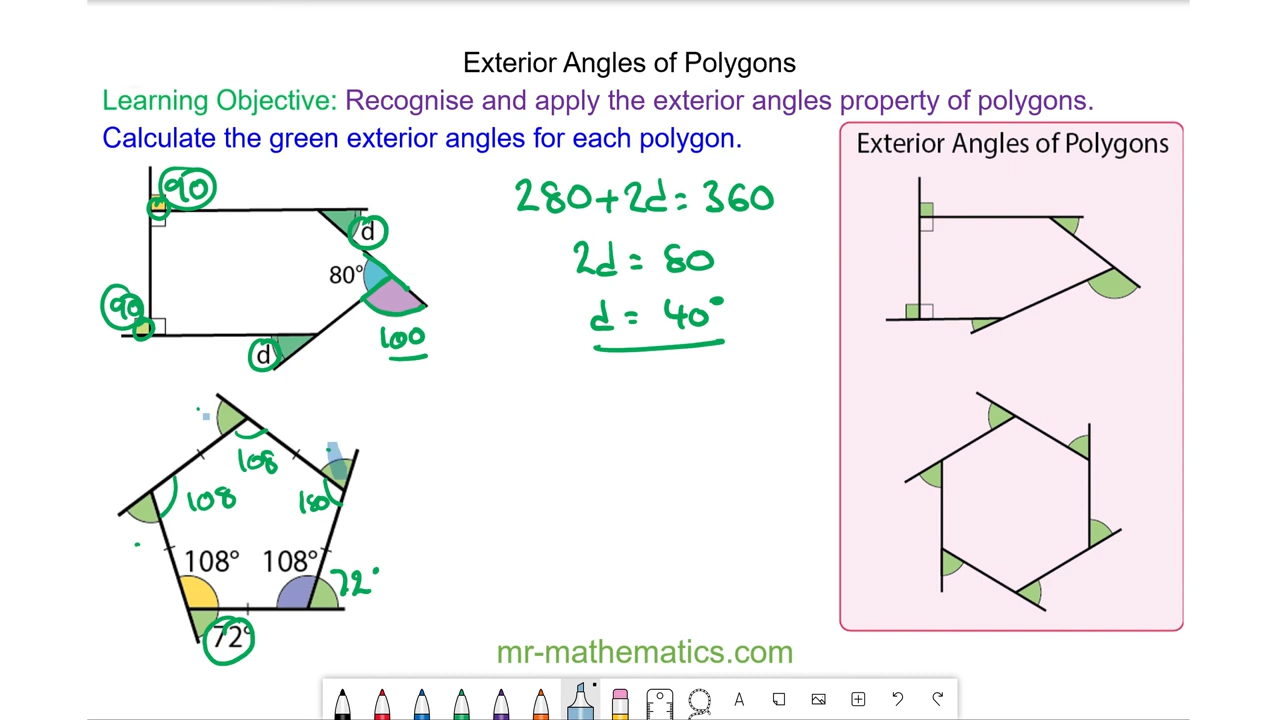 Exterior Angles of Polygons
Learning Objective: Recognise and apply the exterior angles property of polygons.
Calculate the green exterior angles for each polygon.
Exterior Angles of Polygons
90
280+2d=360
d
80°
2d = 80
90
100
d = 40°
d
108
108
180
108°
108°
72°
72°
mr-mathematics.com
A